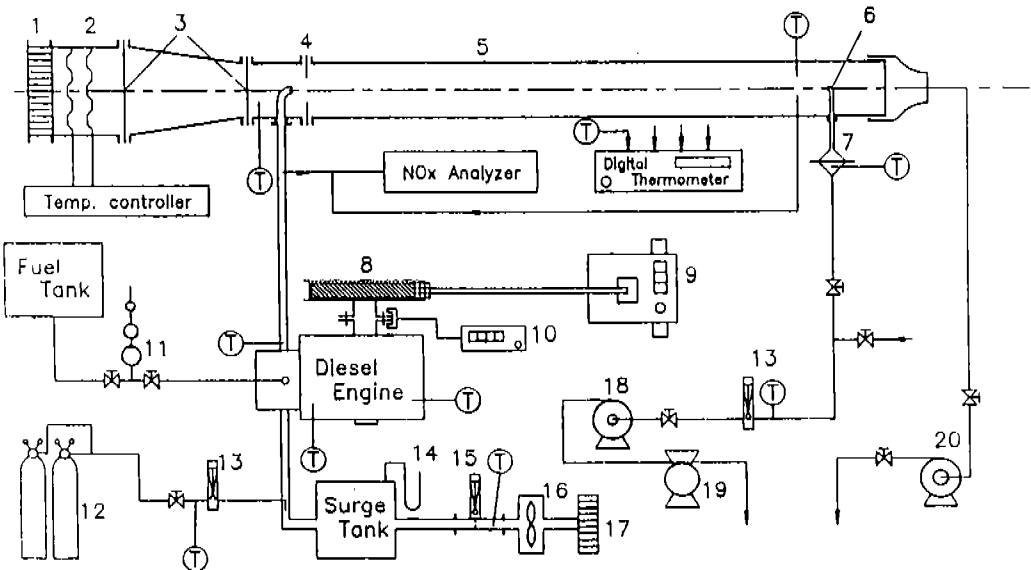 1
2
3
4
5
6
T
T
Digital
Thermometer
7
T
NOx Analyzer
T
Temp. controller
Fuel
Tank
8
9
10
11
T
Diesel
Engine
T
13
T
18
T
12
13
14
15
T
16
17
Surge
Tank
19
20
T